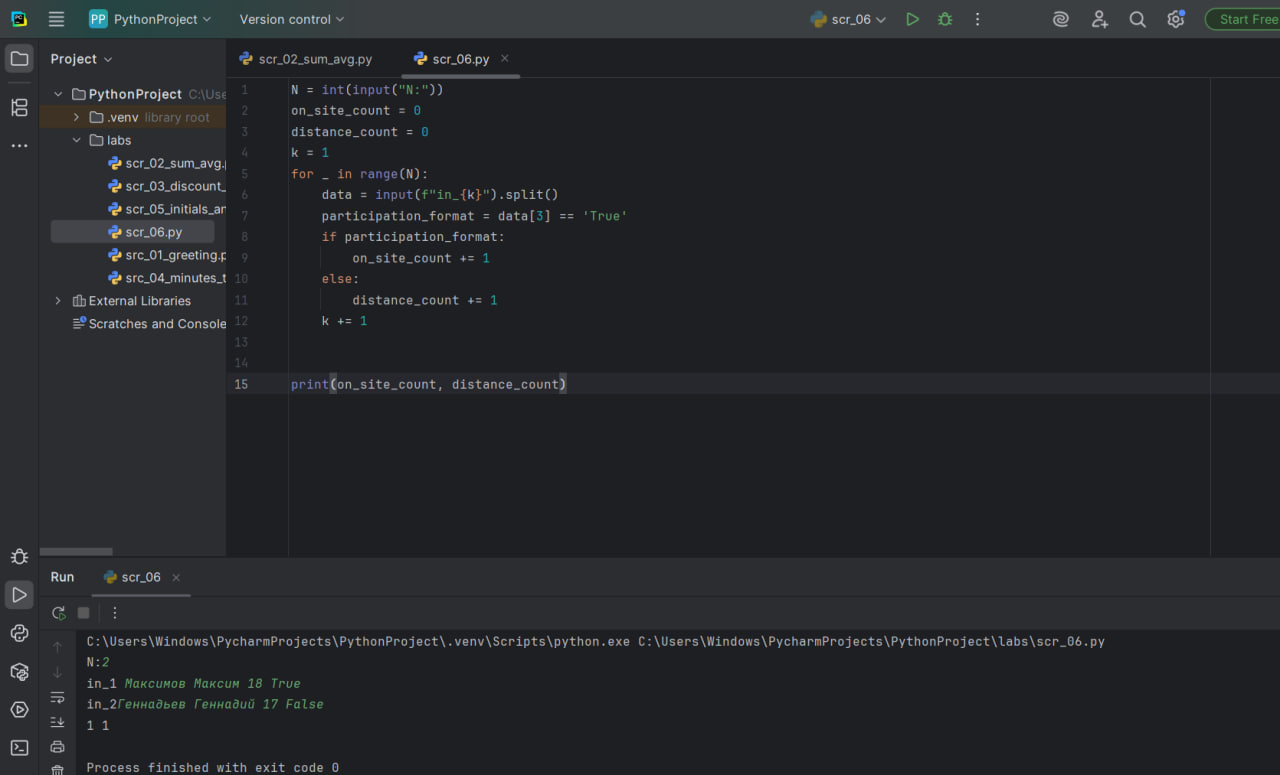 PP PythonProject Version control scr_06 Start Free
Project
scr_02_sum_avg.py scr_06.py
PythonProject C:\Use
.venv library root
labs
scr_02_sum_avg.p
scr_03_discount_
scr_05_initials_an
scr_06.py
src_01_greeting.p
src_04_minutes_t
External Libraries
Scratches and Console
1 N = int(input("N:"))
2 on_site_count = 0
3 distance_count = 0
4 k = 1
5 for _ in range(N):
6 data = input(f"in_{k}").split()
7 participation_format = data[3] == 'True'
8 if participation_format:
9 on_site_count += 1
10 else:
11 distance_count += 1
12 k += 1
13
14
15 print(on_site_count, distance_count)
Run scr_06
C:\Users\Windows\PycharmProjects\PythonProject\.venv\Scripts\python.exe C:\Users\Windows\PycharmProjects\PythonProject\labs\scr_06.py
N:2
in_1 Максимов Максим 18 True
in_2Геннадьев Геннадий 17 False
1 1
Process finished with exit code 0